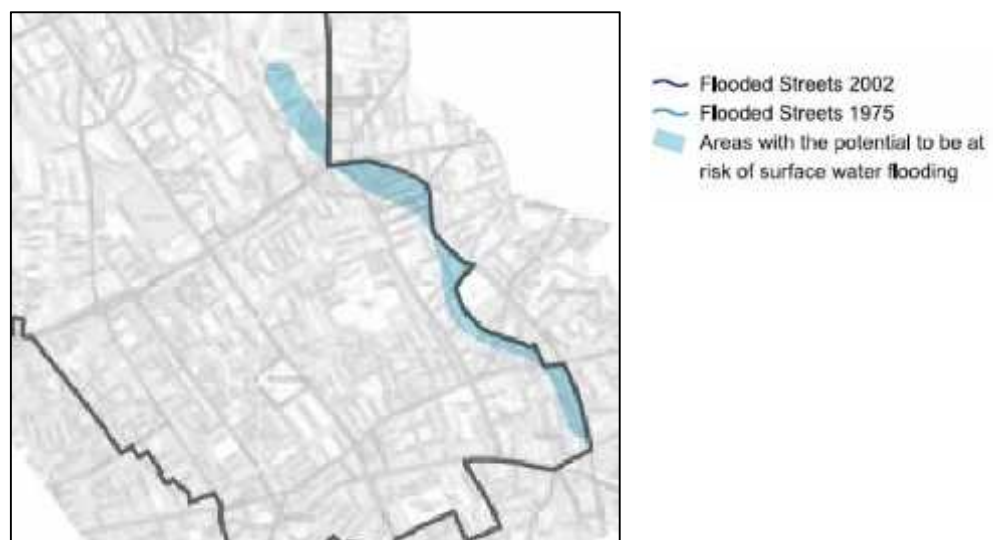 Flooded Streets 2002
Flooded Streets 1975
Areas with the potential to be at
risk of surface water flooding